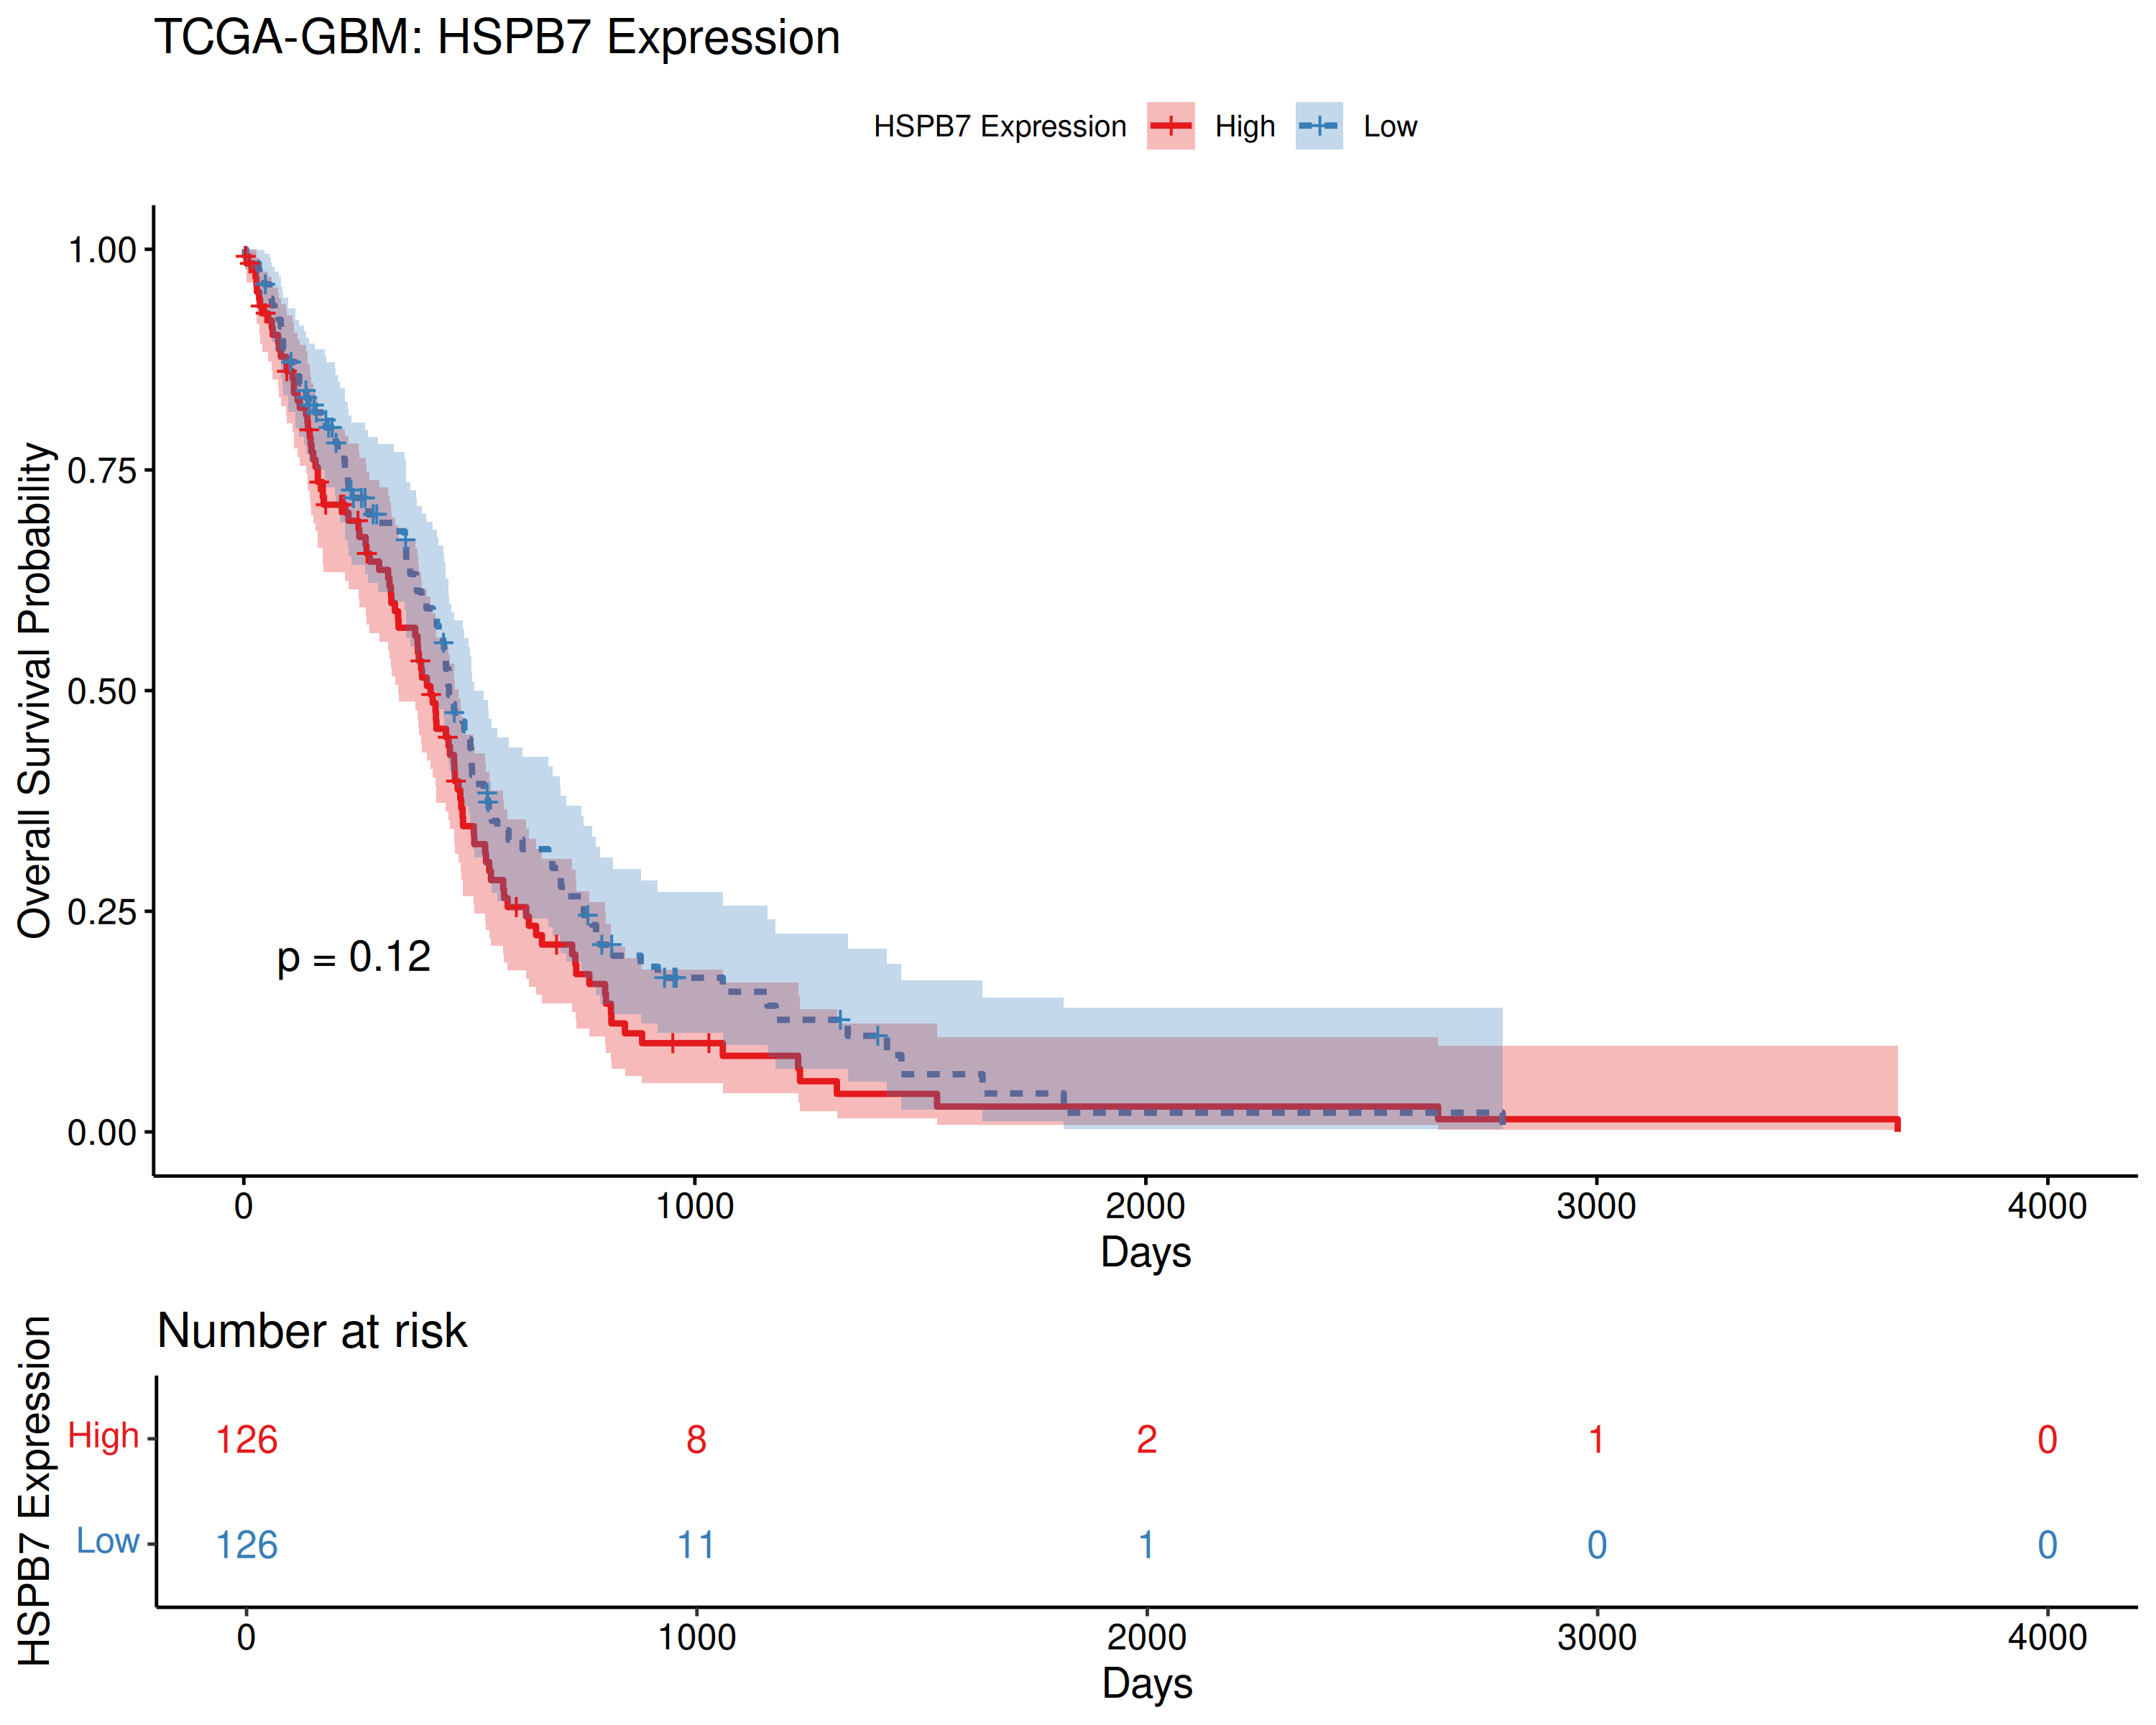 TCGA-GBM: HSPB7 Expression
HSPB7 Expression High Low
Overall Survival Probability
1.00
0.75
0.50
0.25
0.00
p = 0.12
0 1000 2000 3000 4000
Days
Number at risk
HSPB7 Expression
High 126 8 2 1 0
Low 126 11 1 0 0
0 1000 2000 3000 4000
Days